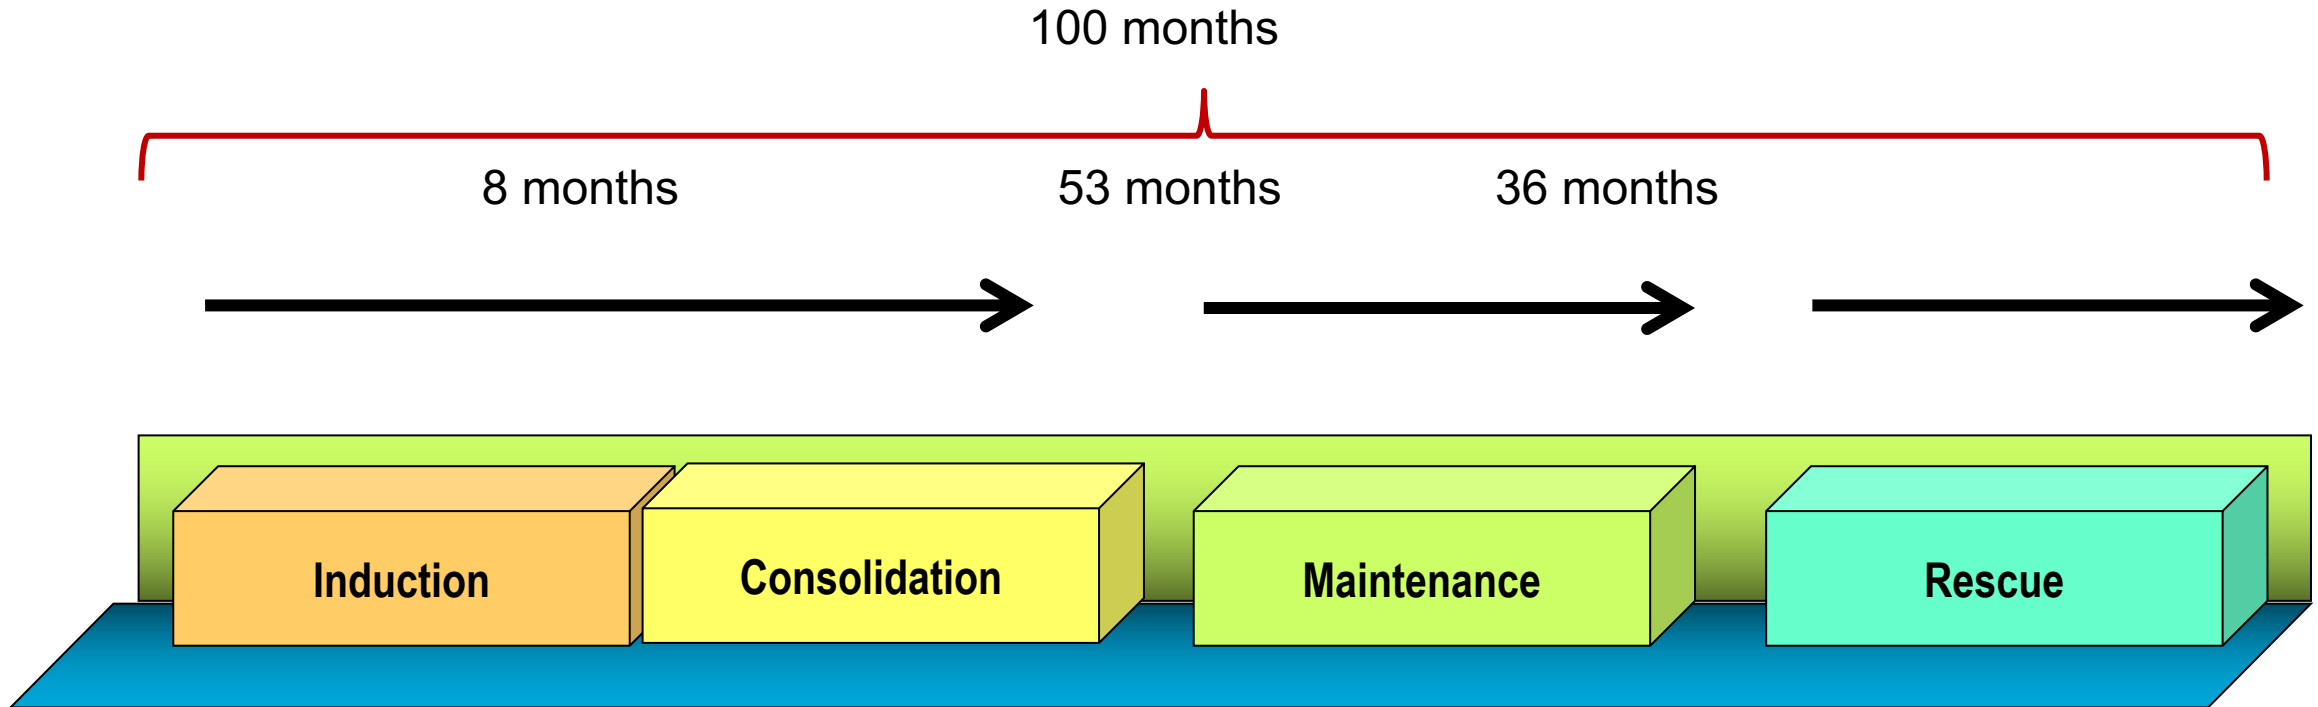 100 months
8 months
53 months
36 months
Induction
Consolidation
Maintenance
Rescue